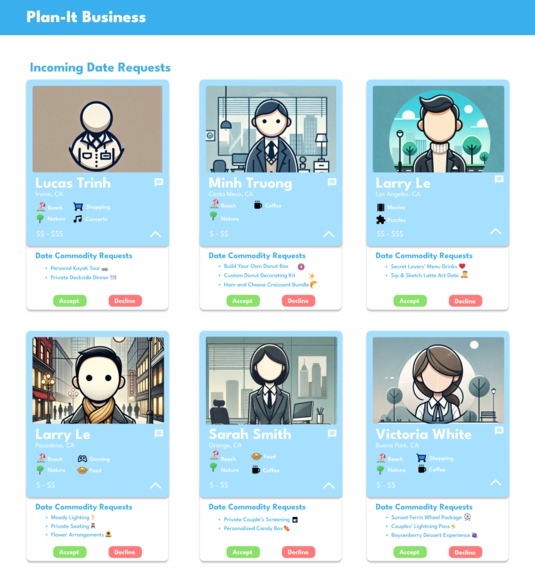 Plan-It Business
Incoming Date Requests
Lucas Trinh
Irvine, CA
Beach Shopping
Nature Concerts
$$ - $$$
Date Commodity Requests
Personal Kayak Tour
Private Dockside Dinner
Accept Decline
Minh Truong
Costa Mesa, CA
Beach Coffee
Nature
$ - $$
Date Commodity Requests
Build Your Own Donut Box
Custom Donut Decorating Kit
Ham and Cheese Croissant Bundle
Accept Decline
Larry Le
Los Angeles, CA
Movies
Puzzles
$$ - $$$
Date Commodity Requests
Secret Lovers' Menu Drinks
Sip & Sketch Latte Art Date
Accept Decline
Larry Le
Pasadena, CA
Beach Gaming
Nature Food
$ - $$
Date Commodity Requests
Moody Lighting
Private Seating
Flower Arrangements
Accept Decline
Sarah Smith
Orange, CA
Beach Food
Nature Coffee
$ - $$
Date Commodity Requests
Private Couple's Screening
Personalized Candy Box
Accept Decline
Victoria White
Buena Park, CA
Beach Shopping
Nature Coffee
$ - $$
Date Commodity Requests
Sunset Ferris Wheel Package
Couples' Lightning Pass
Boysenberry Dessert Experience
Accept Decline